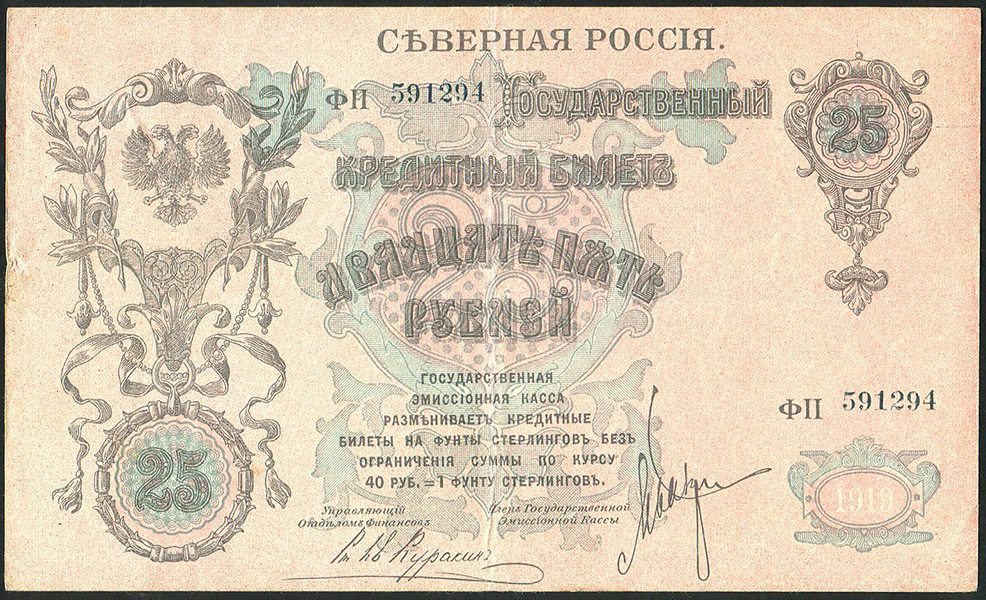 СѢВЕРНАЯ РОССІЯ.
ФП 591294 ГОСУДАРСТВЕННЫЙ
25
КРЕДИТНЫЙ БИЛЕТЪ
25
ДВАДЦАТЬ ПЯТЬ
РУБЛЕЙ
ГОСУДАРСТВЕННАЯ
ЭМИССІОННАЯ КАССА
РАЗМѢНИВАЕТЪ КРЕДИТНЫЕ
БИЛЕТЫ НА ФУНТЫ СТЕРЛИНГОВЪ БЕЗЪ
ОГРАНИЧЕНІЯ СУММЫ ПО КУРСУ
40 РУБ.=1 ФУНТУ СТЕРЛИНГОВЪ.
ФП 591294
25
1919
Управляющій
Отдѣломъ Финансовъ
Членъ Государственной
Эмиссіонной Кассы
Куракинъ